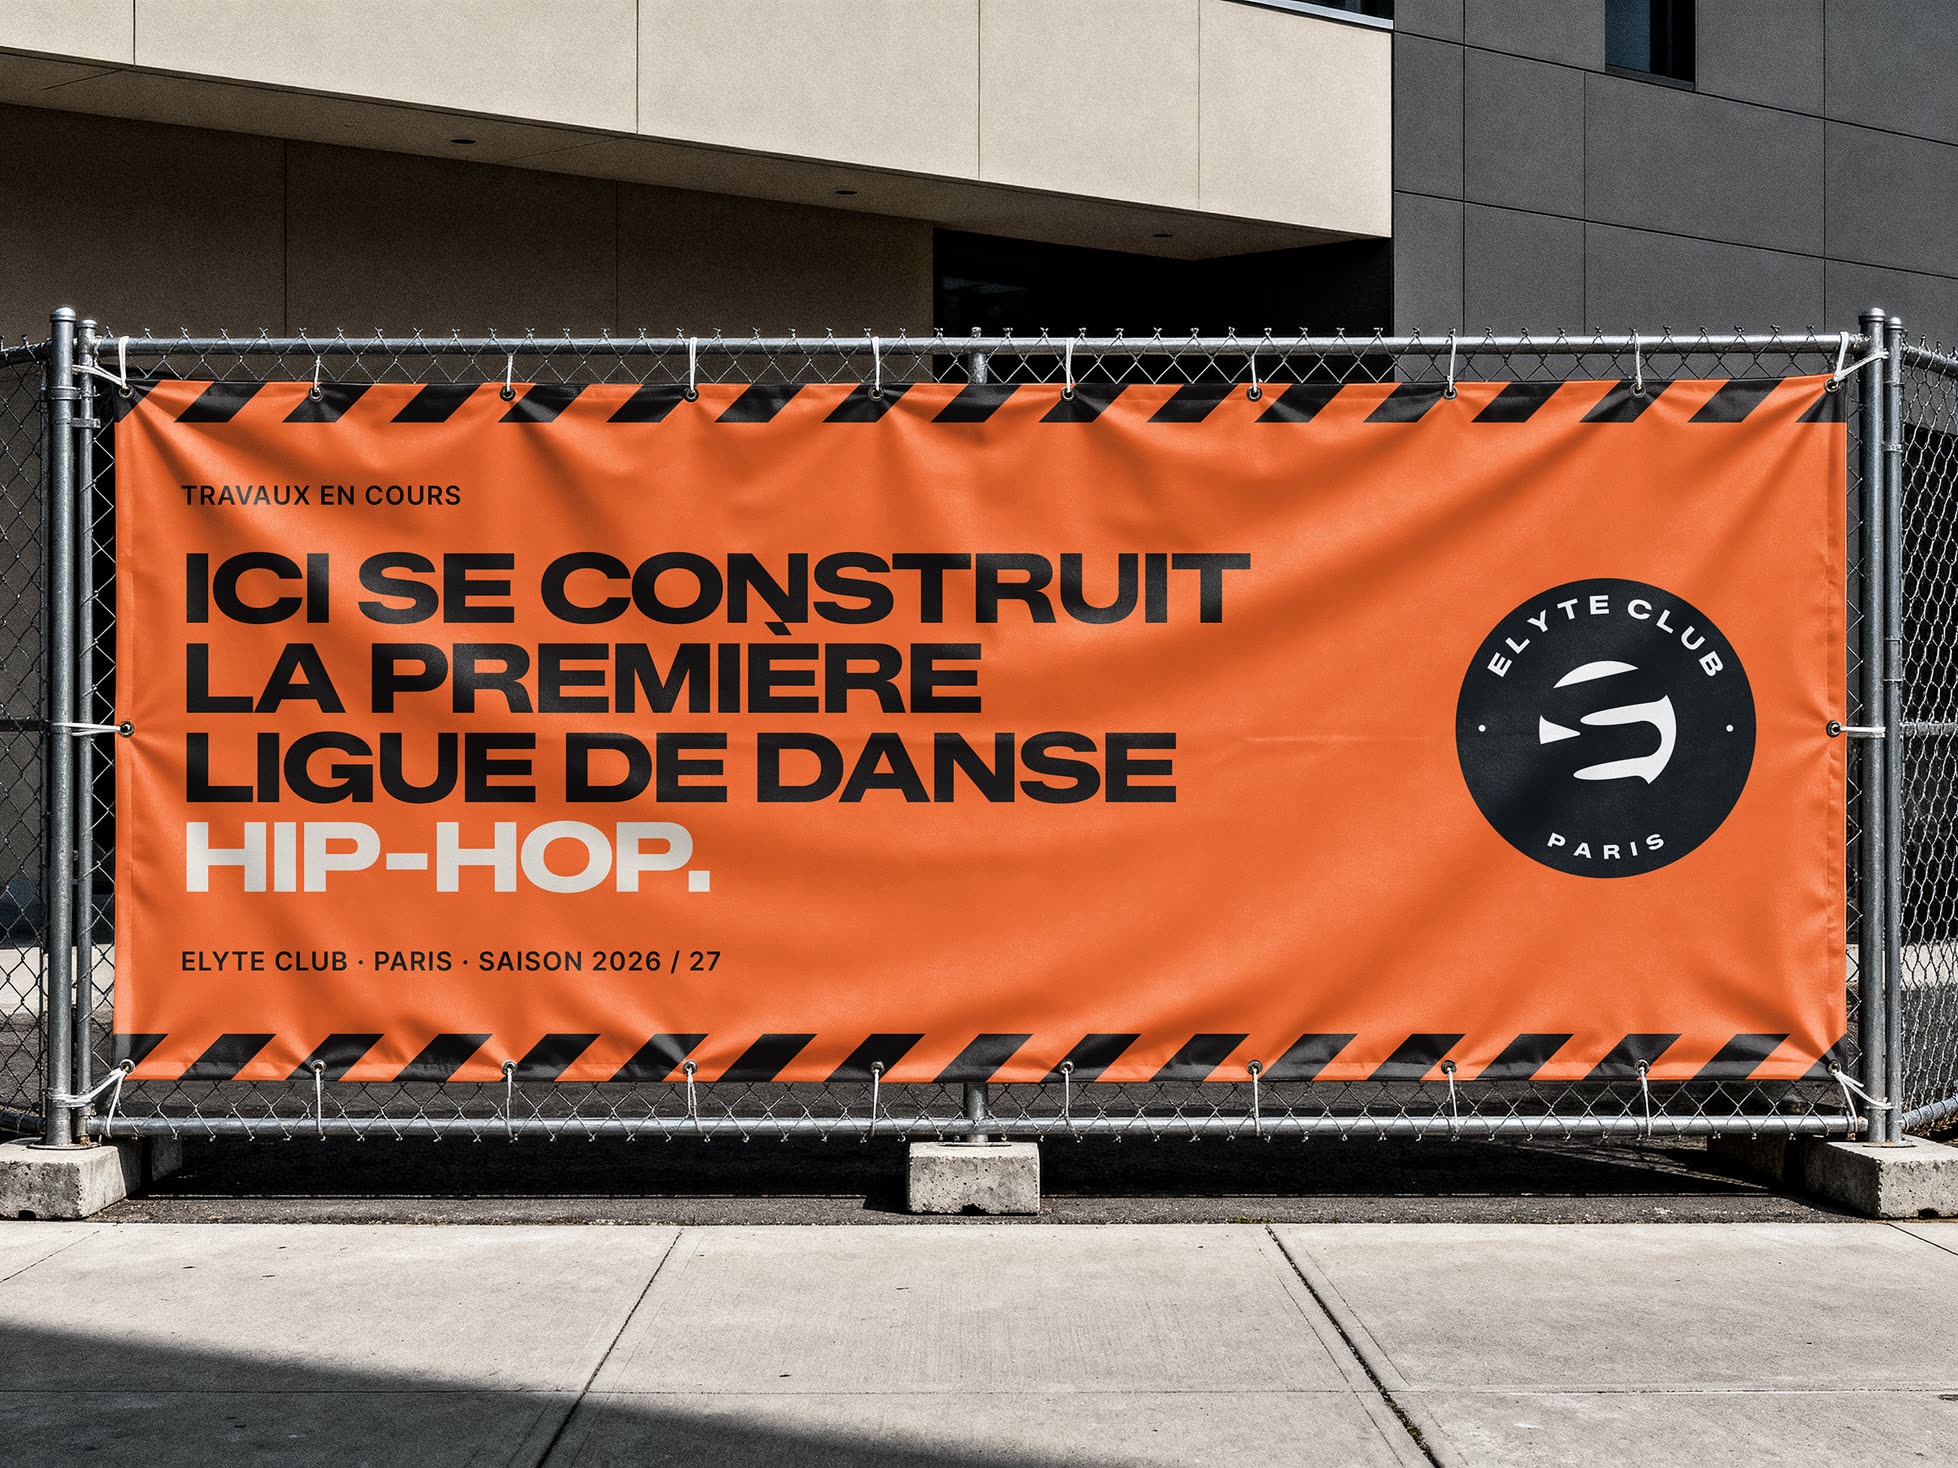 TRAVAUX EN COURS
ICI SE CONSTRUIT
LA PREMIÈRE
LIGUE DE DANSE
HIP-HOP.
ELYTE CLUB · PARIS · SAISON 2026 / 27
ELYTE CLUB
PARIS